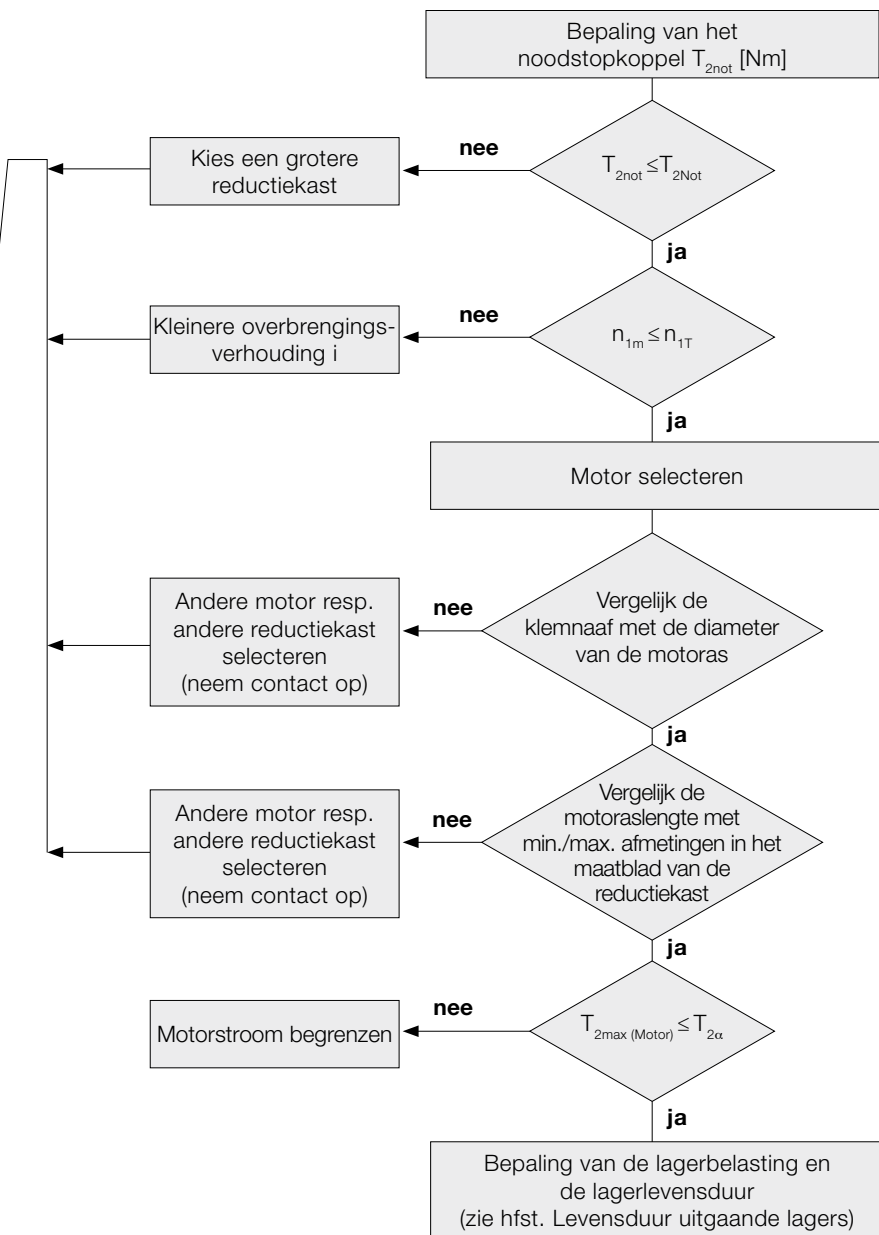 Bepaling van het
noodstopkoppel T2not [Nm]
nee
Kies een grotere
reductiekast
T2not ≤ T2Not
ja
nee
Kleinere overbrengings-
verhouding i
n1m ≤ n1T
ja
Motor selecteren
Andere motor resp.
andere reductiekast
selecteren
(neem contact op)
nee
Vergelijk de
klemnaaf met de diameter
van de motoras
ja
Andere motor resp.
andere reductiekast
selecteren
(neem contact op)
nee
Vergelijk de
motoraslengte met
min./max. afmetingen in het
maatblad van de
reductiekast
ja
nee
Motorstroom begrenzen
T2max (Motor) ≤ T2α
ja
Bepaling van de lagerbelasting en
de lagerlevensduur
(zie hfst. Levensduur uitgaande lagers)